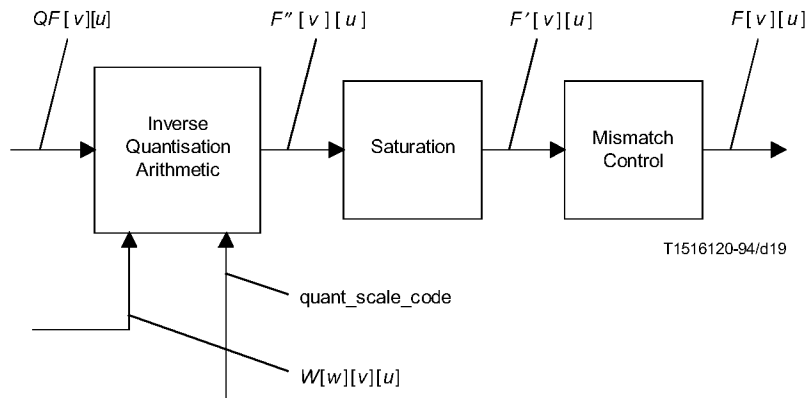 QF[v][u]
F″[v][u]
F′[v][u]
F[v][u]
Inverse
Quantisation
Arithmetic
Saturation
Mismatch
Control
T1516120-94/d19
quant_scale_code
W[w][v][u]